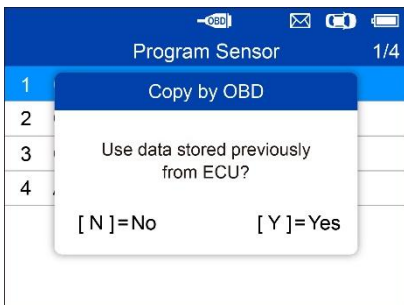 OBD
Program Sensor 1/4
1
Copy by OBD
2
3
4
Use data stored previously
from ECU?
[ N ]=No [ Y ]=Yes